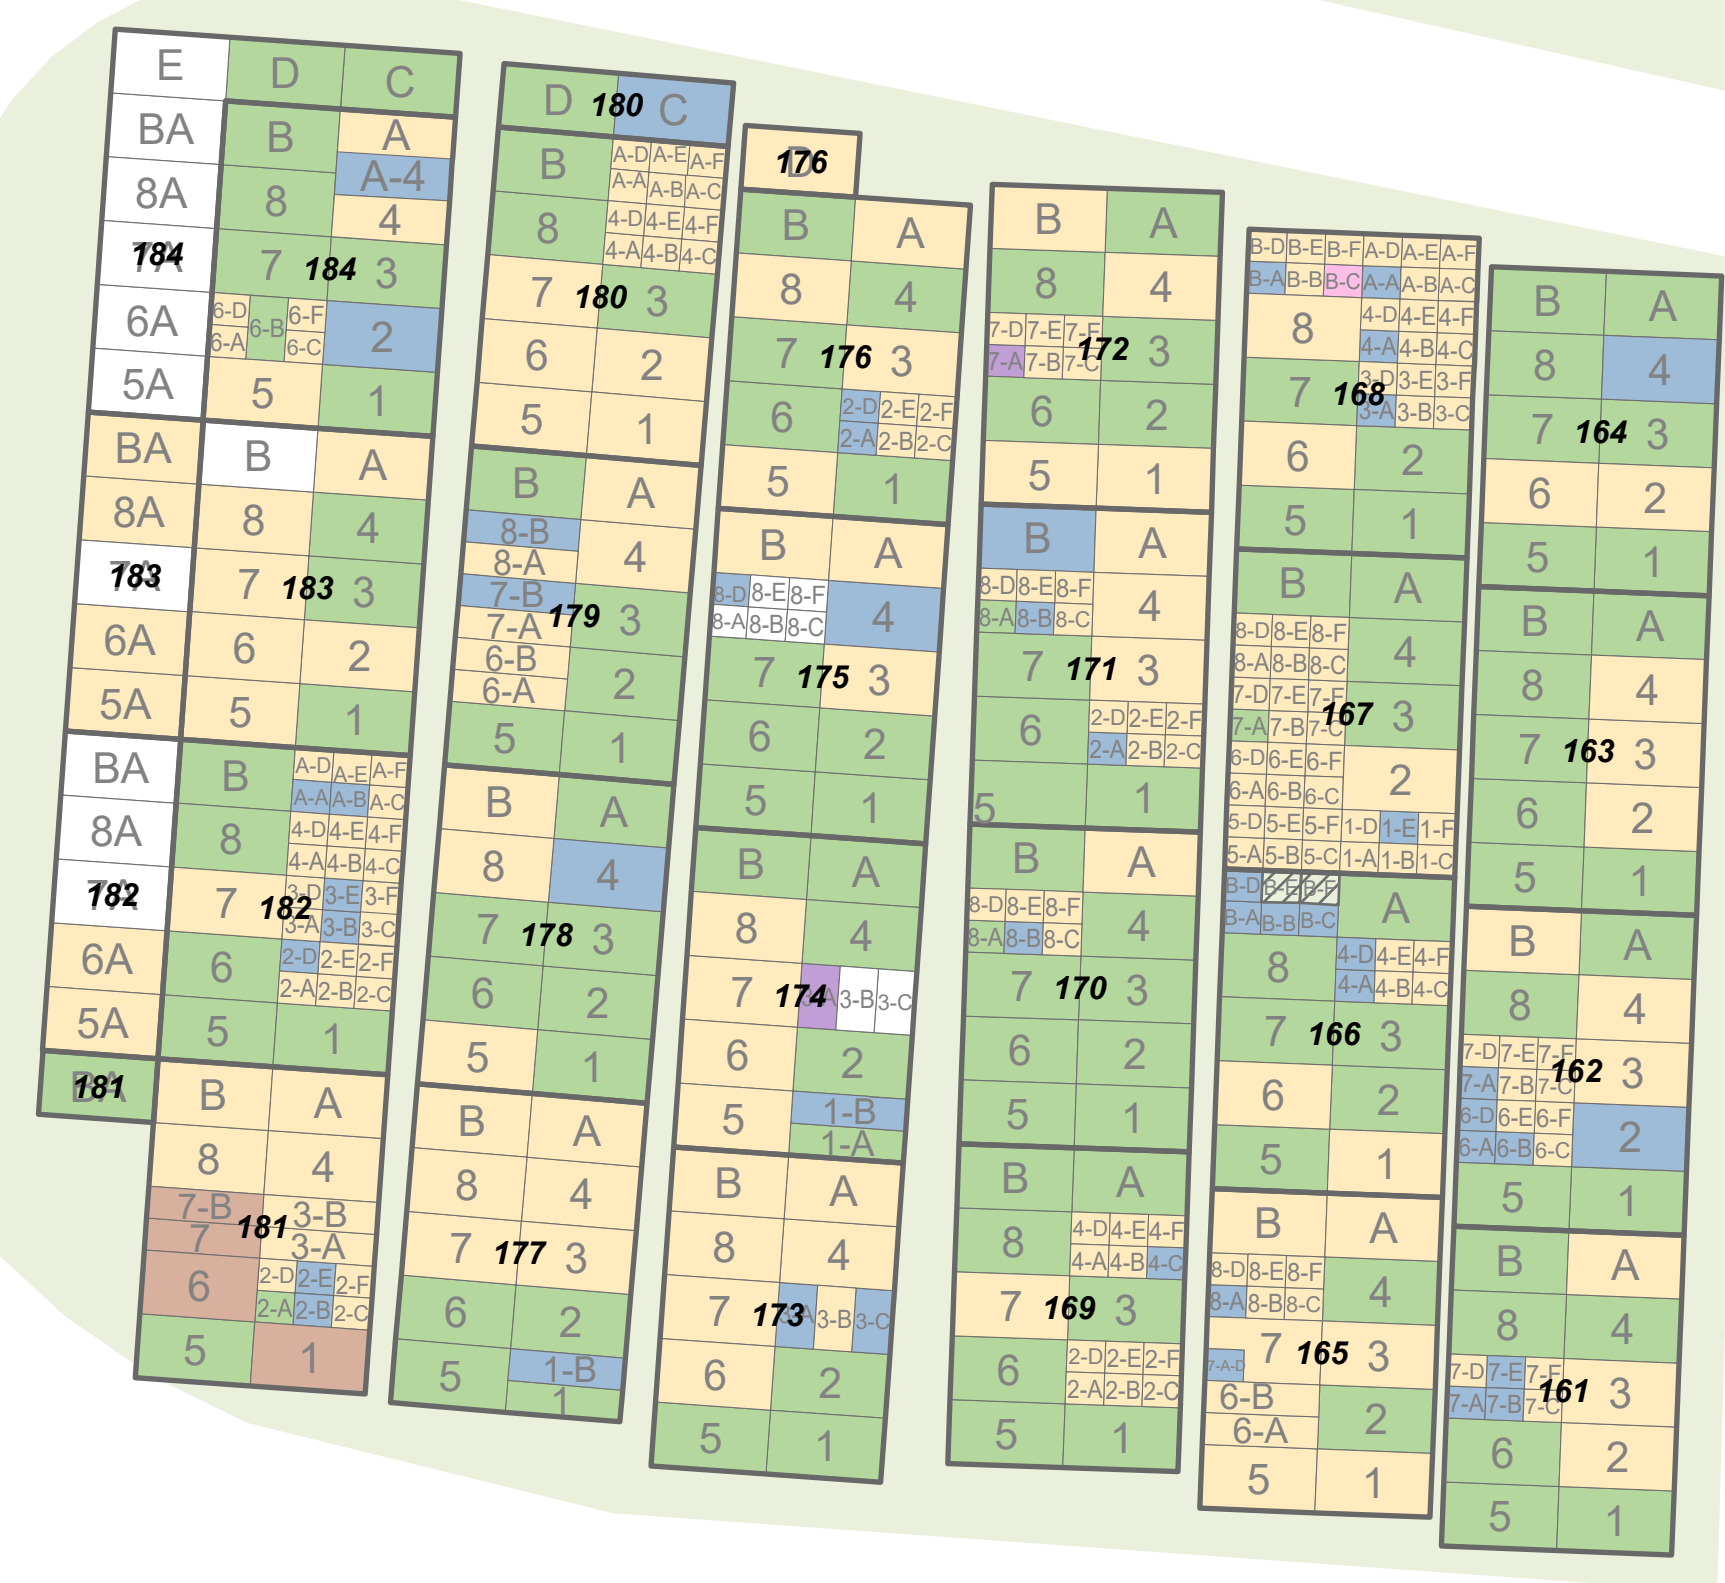 E D C
BA B A
A-4
8A 8 4
184 7 184 3
6A 6-D 6-B 6-F 2
6-A 6-C
5A 5 1
BA B A
8A 8 4
183 7 183 3
6A 6 2
5A 5 1
BA B A-D A-E A-F
A-A A-B A-C
8A 8 4-D 4-E 4-F
4-A 4-B 4-C
182 7 182 3-D 3-E 3-F
3-A 3-B 3-C
6A 6 2-D 2-E 2-F
2-A 2-B 2-C
5A 5 1
BA 181 B A
8 4
7-B 181 3-B
7 3-A
6 2-D 2-E 2-F
2-A 2-B 2-C
5 1
D 180 C
B A-D A-E A-F
A-A A-B A-C
8 4-D 4-E 4-F
4-A 4-B 4-C
7 180 3
6 2
5 1
B A
8-B 4
8-A
7-B 179 3
7-A
6-B 2
6-A
5 1
B A
8 4
7 178 3
6 2
5 1
B A
8 4
7 177 3
6 2
5 1-B
1
D 176
B A
8 4
7 176 3
6 2-D 2-E 2-F
2-A 2-B 2-C
5 1
B A
8-D 8-E 8-F 4
8-A 8-B 8-C
7 175 3
6 2
5 1
B A
8 4
7 174 3-B 3-C
6 2
5 1-B
1-A
B A
8 4
7 173 3-B 3-C
6 2
5 1
B A
8 4
7-D 7-E 7-F 172 3
7-A 7-B 7-C
6 2
5 1
B A
8-D 8-E 8-F 4
8-A 8-B 8-C
7 171 3
6 2-D 2-E 2-F
2-A 2-B 2-C
5 1
B A
8-D 8-E 8-F 4
8-A 8-B 8-C
7 170 3
6 2
5 1
B A
8 4-D 4-E 4-F
4-A 4-B 4-C
7 169 3
6 2-D 2-E 2-F
2-A 2-B 2-C
5 1
B-D B-E B-F A-D A-E A-F
B-A B-B B-C A-A A-B A-C
8 4-D 4-E 4-F
4-A 4-B 4-C
7 168 3-D 3-E 3-F
3-A 3-B 3-C
6 2
5 1
B A
8-D 8-E 8-F 4
8-A 8-B 8-C
7-D 7-E 7-F 167 3
7-A 7-B 7-C
6-D 6-E 6-F 2
6-A 6-B 6-C
5-D 5-E 5-F 1-D 1-E 1-F
5-A 5-B 5-C 1-A 1-B 1-C
B-D B-E B-F A
B-A B-B B-C
8 4-D 4-E 4-F
4-A 4-B 4-C
7 166 3
6 2
5 1
B A
8-D 8-E 8-F 4
8-A 8-B 8-C
7 165 3
7-A-D
6-B 2
6-A
5 1
B A
8 4
7 164 3
6 2
5 1
B A
8 4
7 163 3
6 2
5 1
B A
8 4
7-D 7-E 7-F 162 3
7-A 7-B 7-C
6-D 6-E 6-F 2
6-A 6-B 6-C
5 1
B A
8 4
7-D 7-E 7-F 161 3
7-A 7-B 7-C
6 2
5 1